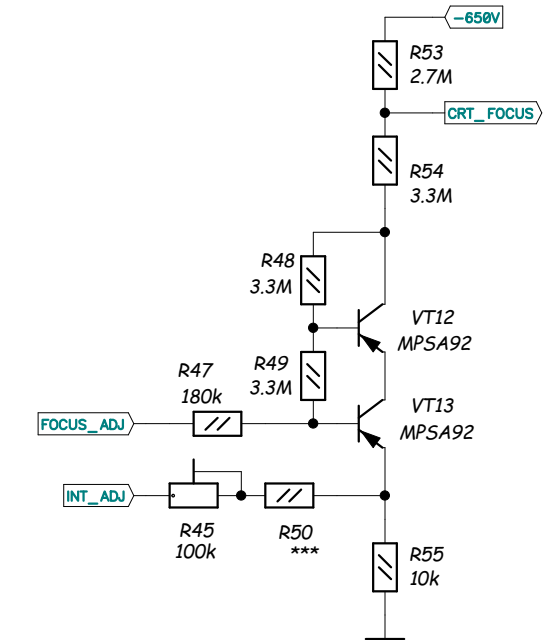 -650V
R53
2.7M
CRT_FOCUS
R54
3.3M
R48
3.3M
VT12
MPSA92
R49
3.3M
R47
180k
VT13
MPSA92
FOCUS_ADJ
INT_ADJ
R45
100k
R50
***
R55
10k